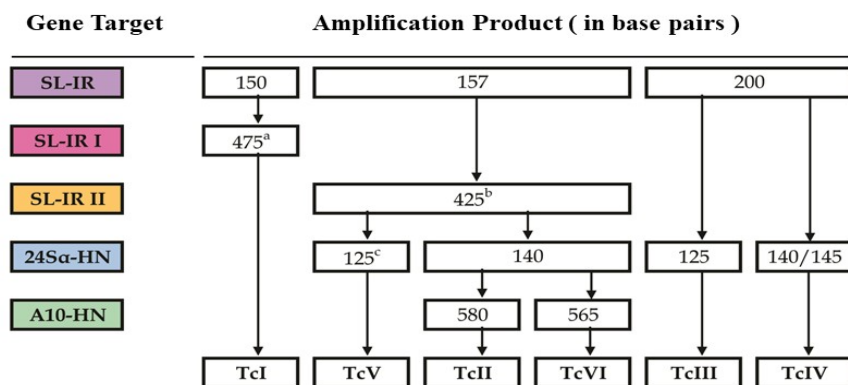 Gene Target Amplification Product ( in base pairs )
SL-IR 150 157 200
SL-IR I 475ᵃ
SL-IR II 425ᵇ
24Sα-HN 125ᶜ 140 125 140/145
A10-HN 580 565
TcI TcV TcII TcVI TcIII TcIV